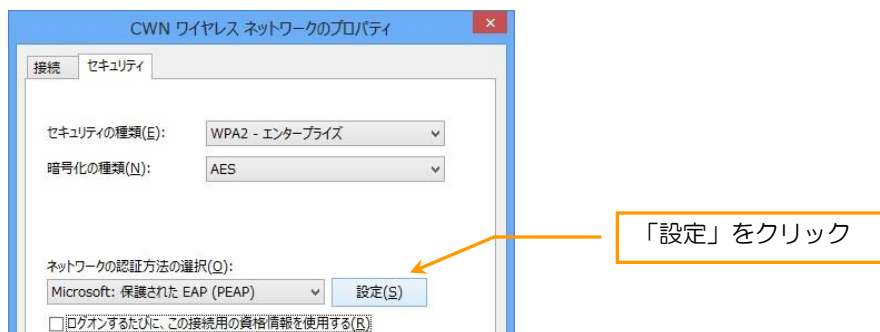 CWN ワイヤレス ネットワークのプロパティ
接続 セキュリティ
セキュリティの種類(E): WPA2 - エンタープライズ
暗号化の種類(N): AES
「設定」をクリック
ネットワークの認証方法の選択(O):
Microsoft: 保護された EAP (PEAP) 設定(S)
ログオンするたびに、この接続用の資格情報を使用する(R)